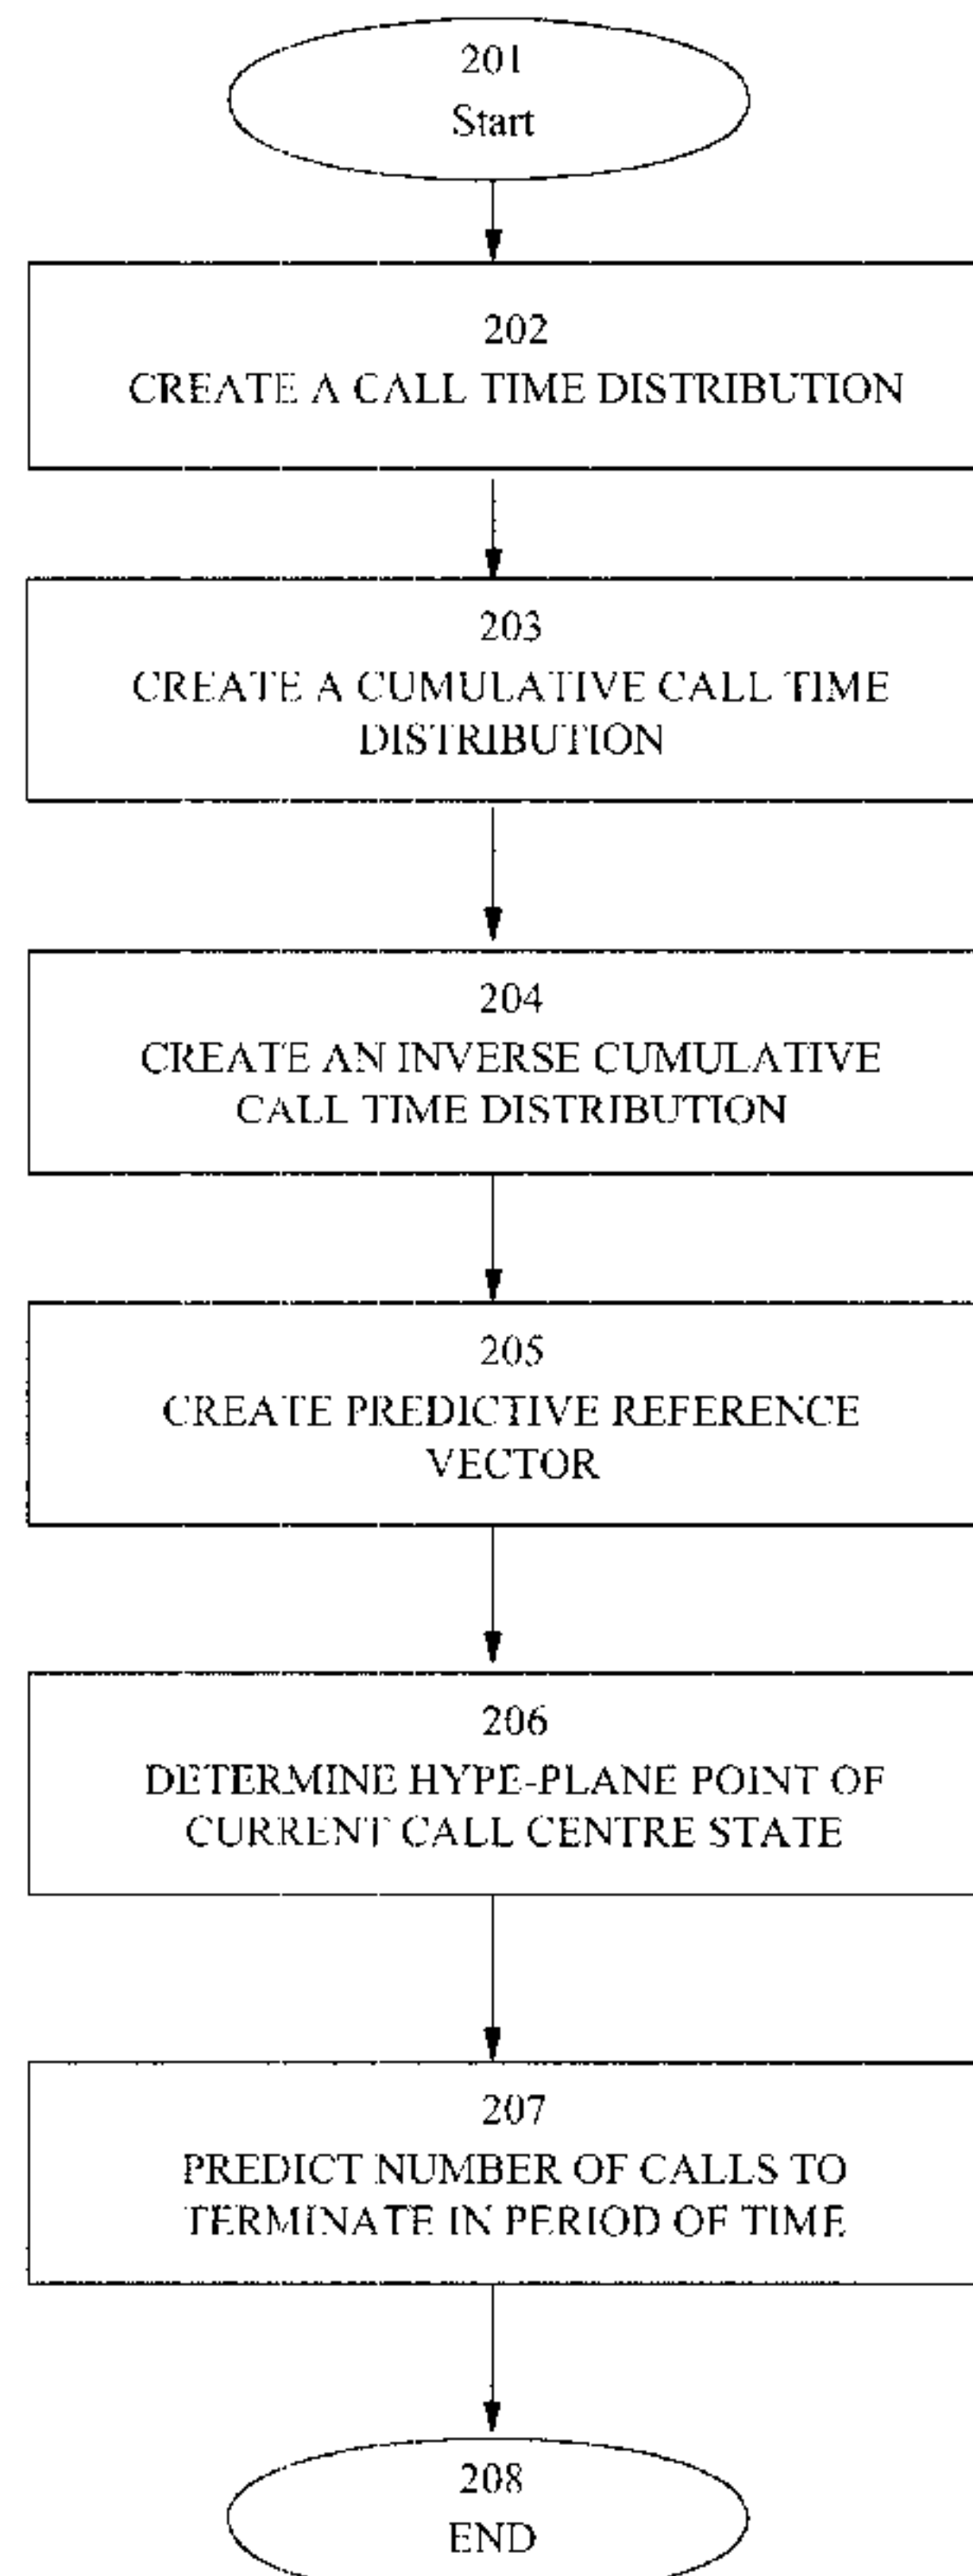 201
Start
202
CREATE A CALL TIME DISTRIBUTION
203
CREATE A CUMULATIVE CALL TIME
DISTRIBUTION
204
CREATE AN INVERSE CUMULATIVE
CALL TIME DISTRIBUTION
205
CREATE PREDICTIVE REFERENCE
VECTOR
206
DETERMINE HYPE-PLANE POINT OF
CURRENT CALL CENTRE STATE
207
PREDICT NUMBER OF CALLS TO
TERMINATE IN PERIOD OF TIME
208
END